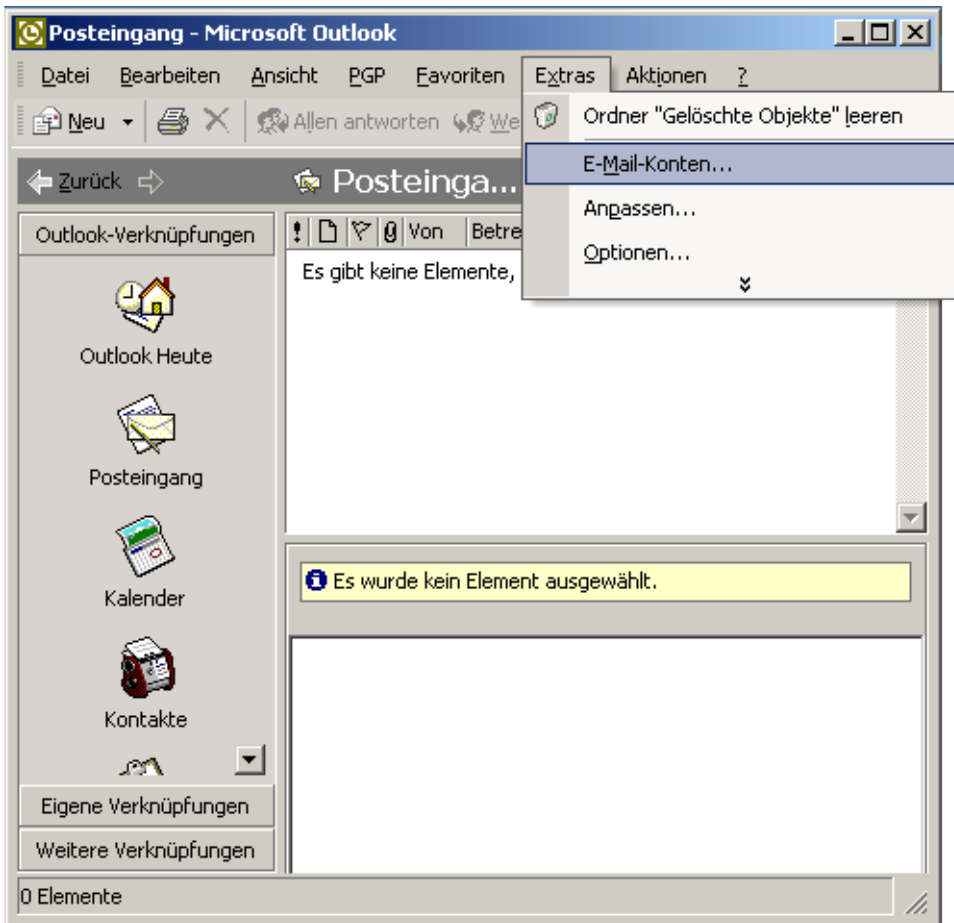 Posteingang - Microsoft Outlook
Datei Bearbeiten Ansicht PGP Favoriten Extras Aktionen ?
Neu Allen antworten We
Ordner "Gelöschte Objekte" leeren
E-Mail-Konten...
Anpassen...
Optionen...
Zurück Posteinga...
Outlook-Verknüpfungen
! Von Betre
Es gibt keine Elemente,
Outlook Heute
Posteingang
Kalender
Kontakte
Es wurde kein Element ausgewählt.
Eigene Verknüpfungen
Weitere Verknüpfungen
0 Elemente